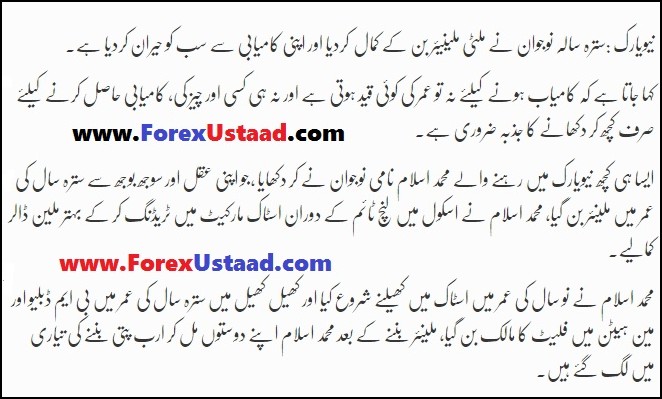 نیویارک :سترہ سالہ نوجوان نے ملٹی ملینیئر بن کے کمال کردیا اور اپنی کامیابی سے سب کو حیران کردیا ہے۔
کہا جاتا ہے کہ کامیاب ہونے کیلئے نہ تو عمر کی کوئی قید ہوتی ہے اور نہ ہی کسی اور چیز کی، کامیابی حاصل کرنے کیلئے
صرف کچھ کر دکھانے کا جذبہ ضروری ہے۔
www.ForexUstaad.com
ایسا ہی کچھ نیویارک میں رہنے والے محمد اسلام نامی نوجوان نے کر دکھایا ،جو اپنی عقل اور سوجھ بوجھ سے سترہ سال کی
عمر میں ملینیئر بن گیا، محمد اسلام نے اسکول میں لنچ ٹائم کے دوران اسٹاک مارکیٹ میں ٹریڈنگ کر کے بہتر ملین ڈالر
کمالیے۔
www.ForexUstaad.com
محمد اسلام نے نو سال کی عمر میں اسٹاک میں کھیلنے شروع کیا اور کھیل کھیل میں سترہ سال کی عمر میں بی ایم ڈبلیو اور
مین ہیٹن میں فلیٹ کا مالک بن گیا، ملینئر بننے کے بعد محمد اسلام اپنے دوستوں مل کر ارب پتی بننے کی تیاری
میں لگ گئے ہیں۔